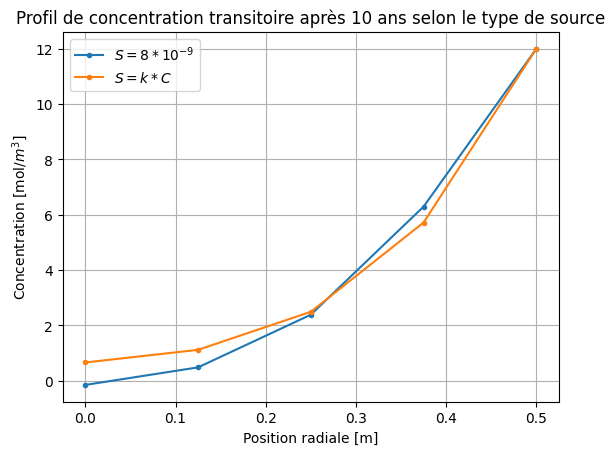 Profil de concentration transitoire après 10 ans selon le type de source
$S = 8 * 10^{-9}$
$S = k * C$
Concentration [mol/$m^3$]
12
10
8
6
4
2
0
0.0 0.1 0.2 0.3 0.4 0.5
Position radiale [m]